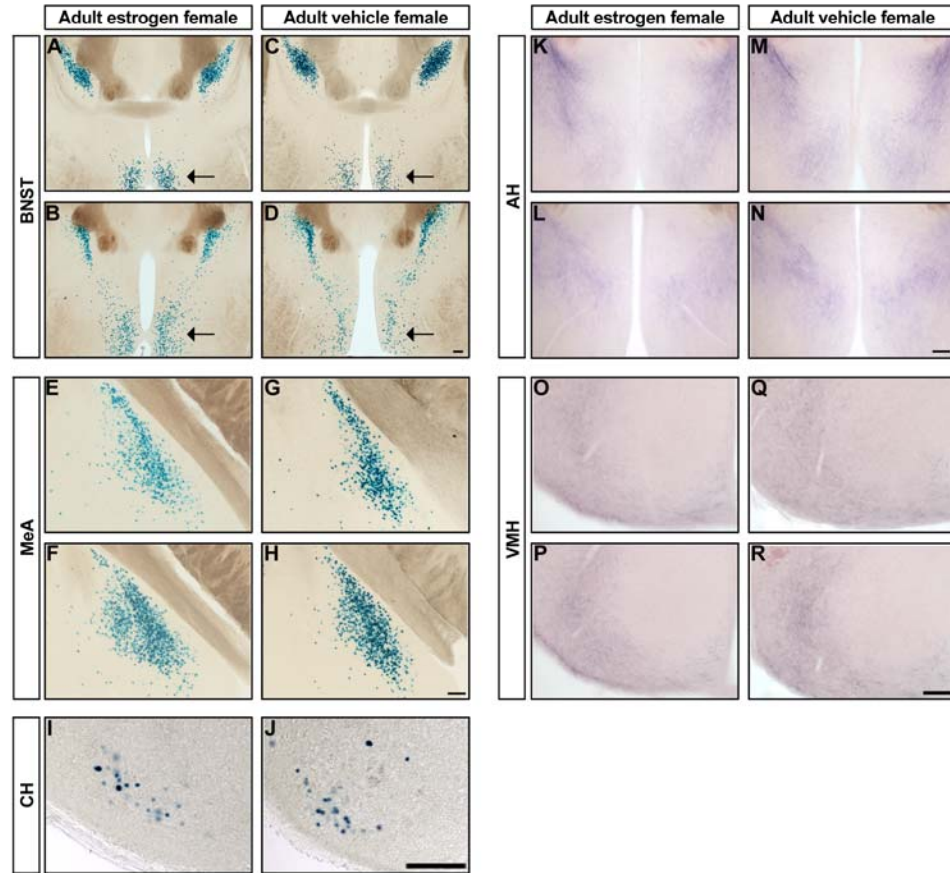 Adult estrogen female
Adult vehicle female
Adult estrogen female
Adult vehicle female
BNST
A
C
B
D
MeA
E
G
F
H
CH
I
J
AH
K
M
L
N
VMH
O
Q
P
R